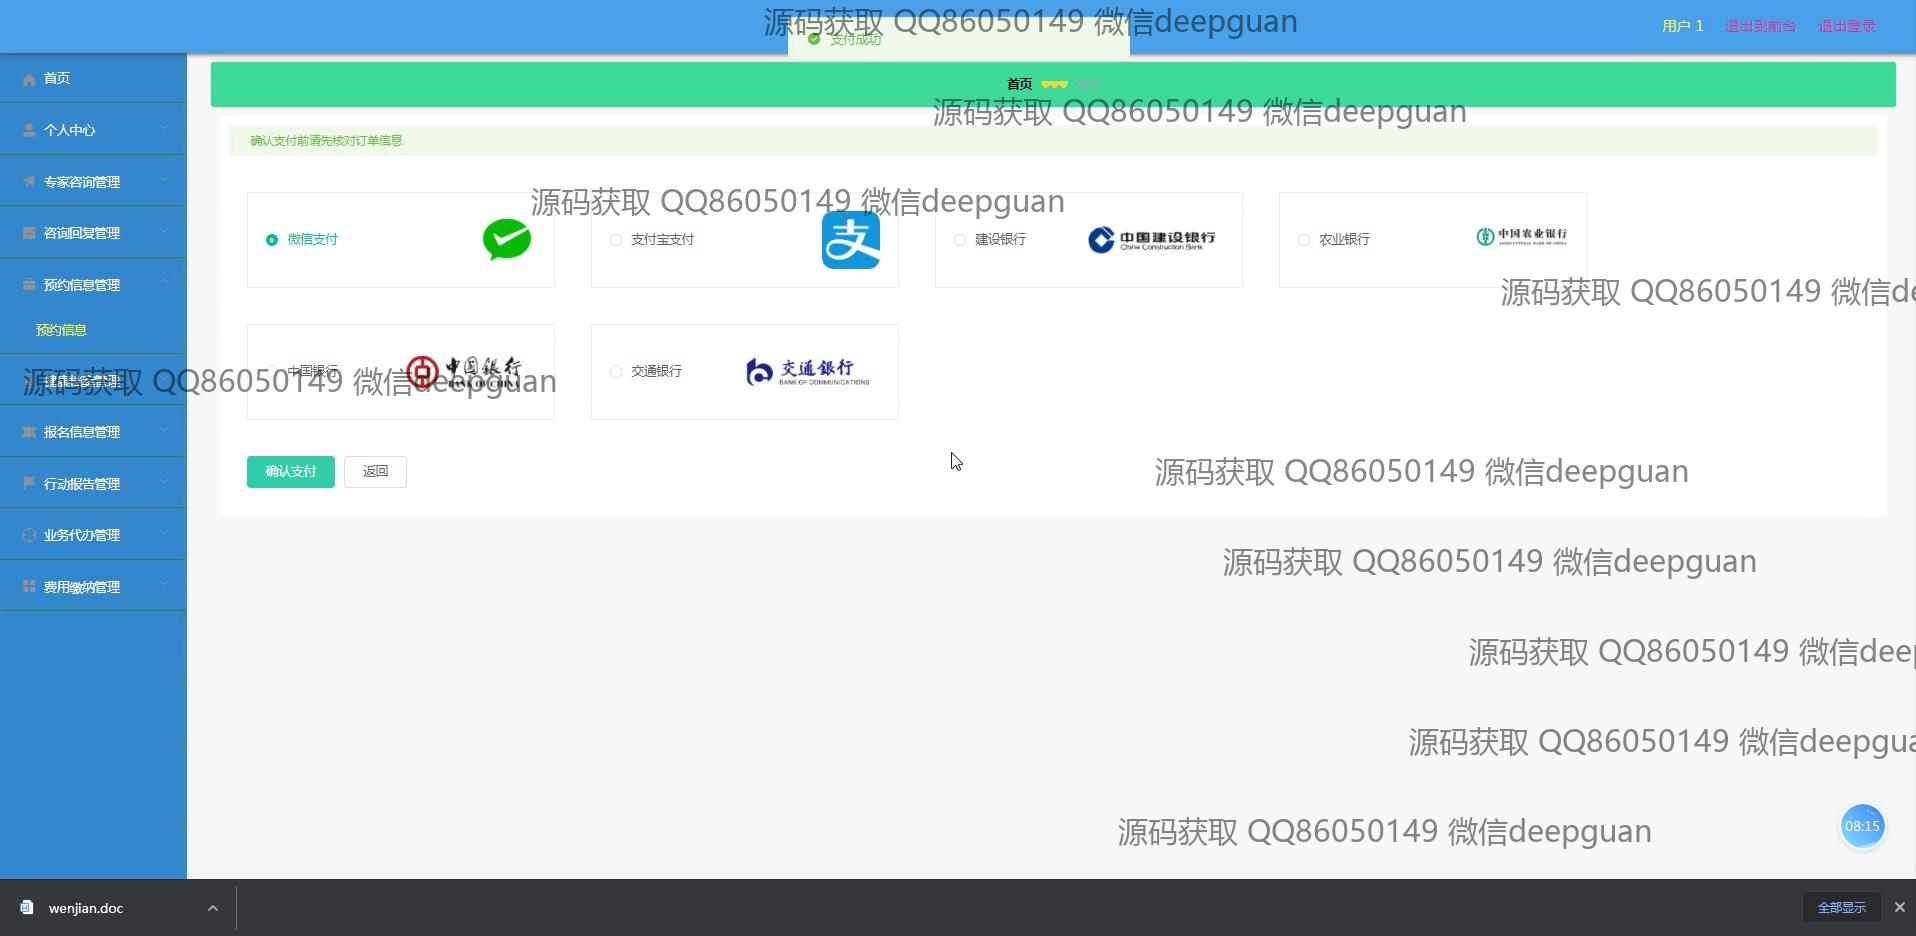 源码获取 QQ86050149 微信deepguan
支付成功
用户 1
退出到前台
退出登录
首页
首页
源码获取 QQ86050149 微信deepguan
个人中心
确认支付前请先核对订单信息
专家咨询管理
源码获取 QQ86050149 微信deepguan
咨询回复管理
微信支付
支付宝支付
支
建设银行
中国建设银行
China Construction Bank
农业银行
中国农业银行
AGRICULTURAL BANK OF CHINA
预约信息管理
源码获取 QQ86050149 微信de
预约信息
源码获取 QQ86050149 微信deepguan
中国银行
中国银行
BANK OF CHINA
交通银行
交通银行
BANK OF COMMUNICATIONS
报名信息管理
确认支付
返回
源码获取 QQ86050149 微信deepguan
行动报告管理
业务代办管理
源码获取 QQ86050149 微信deepguan
费用缴纳管理
源码获取 QQ86050149 微信deep
源码获取 QQ86050149 微信deepgua
源码获取 QQ86050149 微信deepguan
08:15
wenjian.doc
全部显示